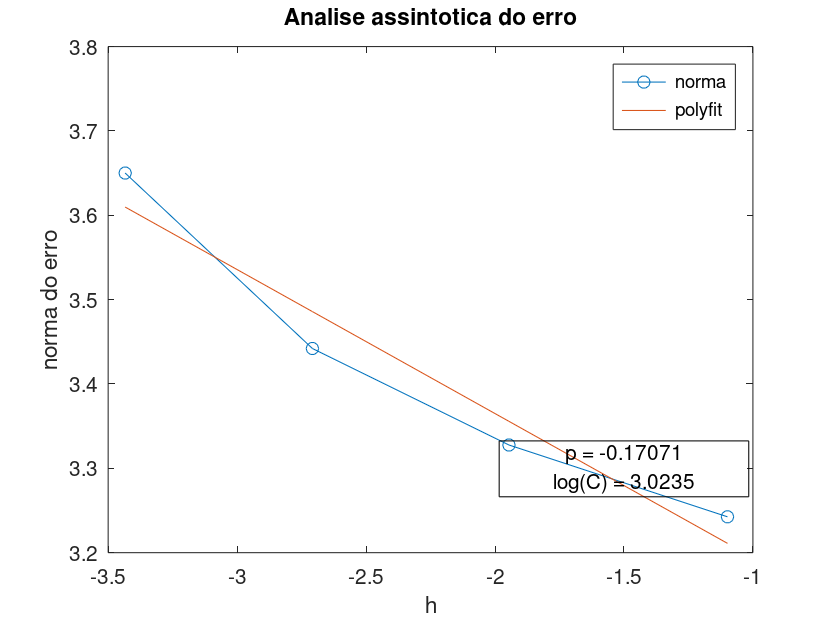 Analise assintotica do erro
norma
polyfit
norma do erro
3.8
3.7
3.6
3.5
3.4
3.3
3.2
p = -0.17071
log(C) = 3.0235
-3.5
-3
-2.5
-2
-1.5
-1
h